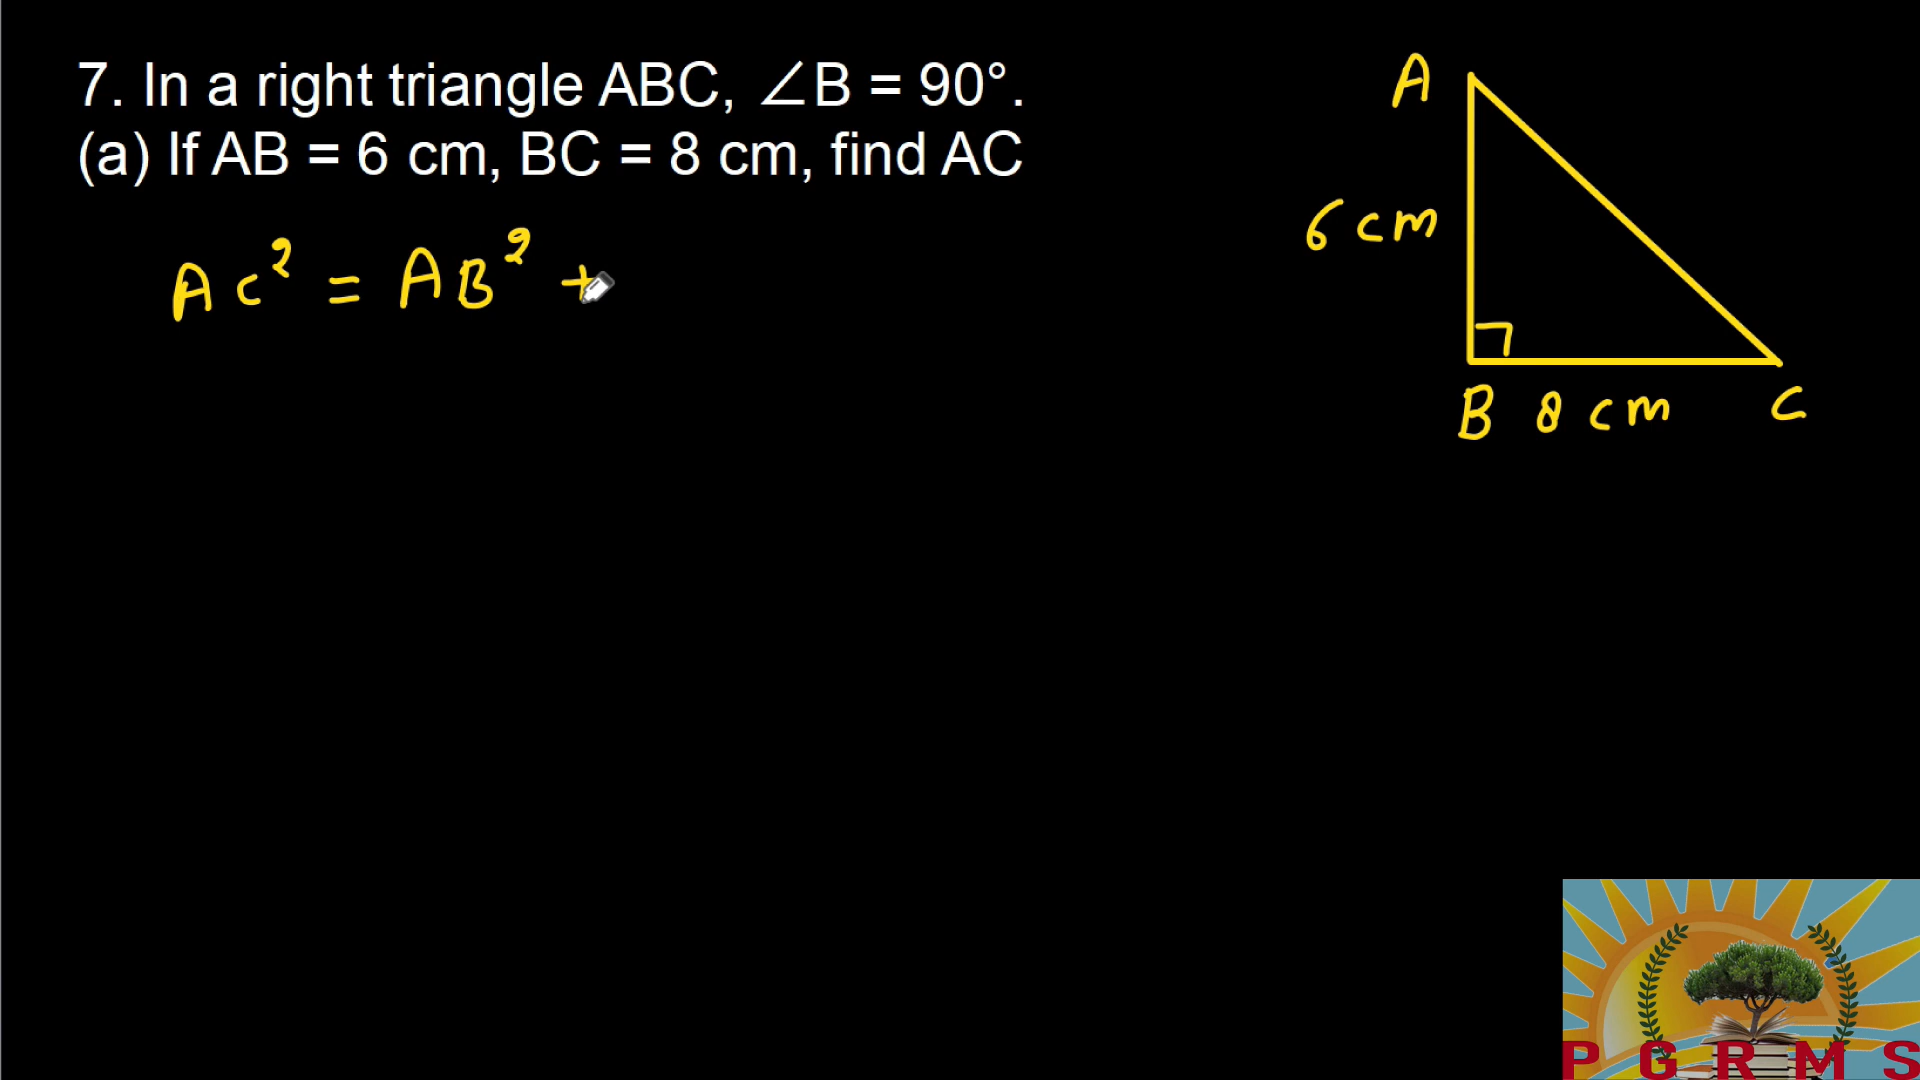 7. In a right triangle ABC, ∠B = 90°.
(a) If AB = 6 cm, BC = 8 cm, find AC
AC² = AB² +
A
6 cm
B 8 cm C
P G R M S